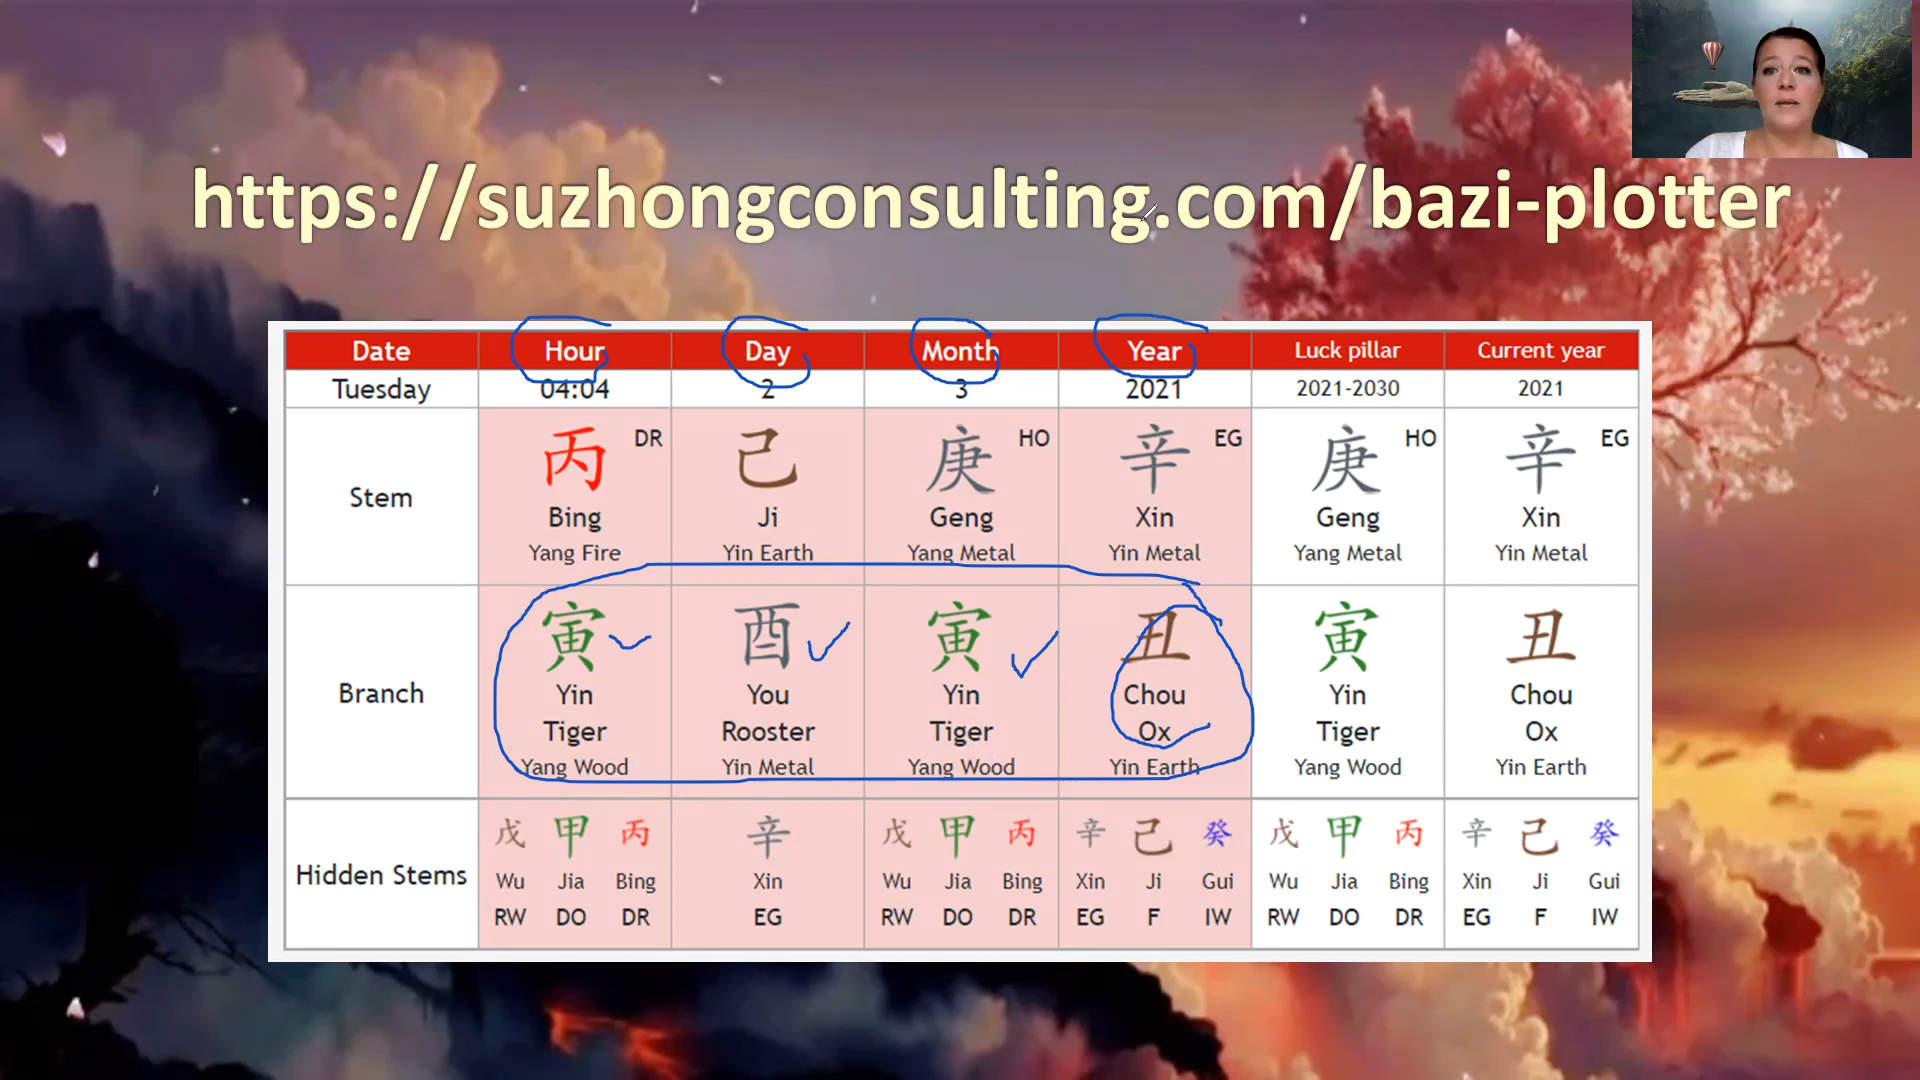 https://suzhongconsulting.com/bazi-plotter
Date Hour Day Month Year Luck pillar Current year
Tuesday 04:04 2 3 2021 2021-2030 2021
Stem
丙 DR 己 庚 HO 辛 EG 庚 HO 辛 EG
Bing Ji Geng Xin Geng Xin
Yang Fire Yin Earth Yang Metal Yin Metal Yang Metal Yin Metal
Branch
寅 酉 寅 丑 寅 丑
Yin You Yin Chou Yin Chou
Tiger Rooster Tiger Ox Tiger Ox
Yang Wood Yin Metal Yang Wood Yin Earth Yang Wood Yin Earth
Hidden Stems
戊 甲 丙 辛 戊 甲 丙 辛 己 癸 戊 甲 丙 辛 己 癸
Wu Jia Bing Xin Wu Jia Bing Xin Ji Gui Wu Jia Bing Xin Ji Gui
RW DO DR EG RW DO DR EG F IW RW DO DR EG F IW